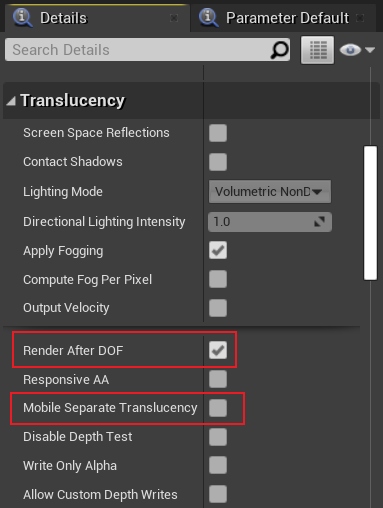 Details
Parameter Default
Search Details
Translucency
Screen Space Reflections
Contact Shadows
Lighting Mode
Volumetric NonD
Directional Lighting Intensity
1.0
Apply Fogging
Compute Fog Per Pixel
Output Velocity
Render After DOF
Responsive AA
Mobile Separate Translucency
Disable Depth Test
Write Only Alpha
Allow Custom Depth Writes